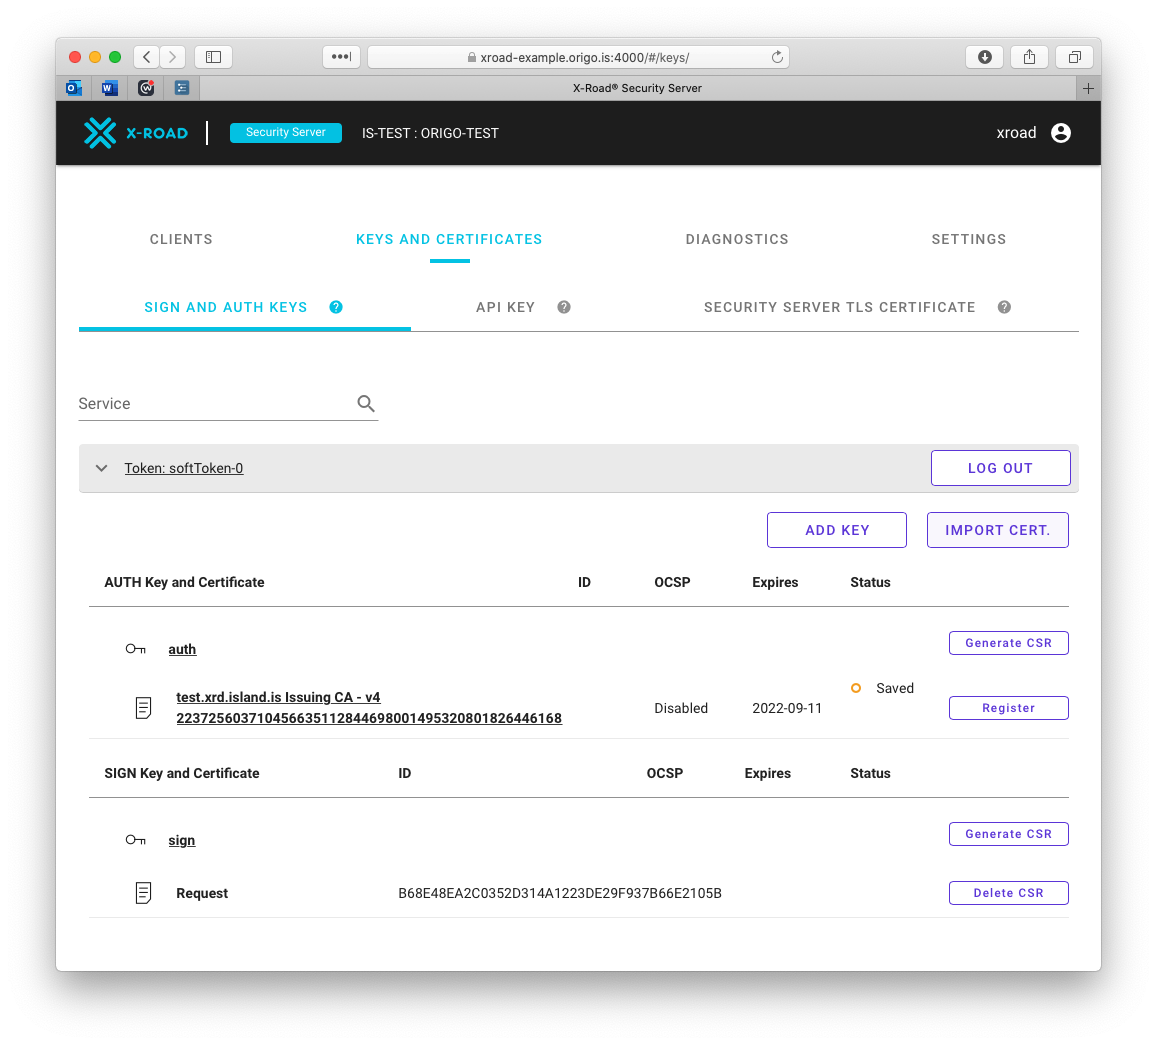 xroad-example.origo.is:4000/#/keys/
X-Road® Security Server
X-ROAD Security Server IS-TEST : ORIGO-TEST xroad
CLIENTS KEYS AND CERTIFICATES DIAGNOSTICS SETTINGS
SIGN AND AUTH KEYS ? API KEY ? SECURITY SERVER TLS CERTIFICATE ?
Service
Token: softToken-0 LOG OUT
ADD KEY IMPORT CERT.
AUTH Key and Certificate ID OCSP Expires Status
auth Generate CSR
test.xrd.island.is Issuing CA - v4 Saved
223725603710456635112844698001495320801826446168 Disabled 2022-09-11 Register
SIGN Key and Certificate ID OCSP Expires Status
sign Generate CSR
Request B68E48EA2C0352D314A1223DE29F937B66E2105B Delete CSR